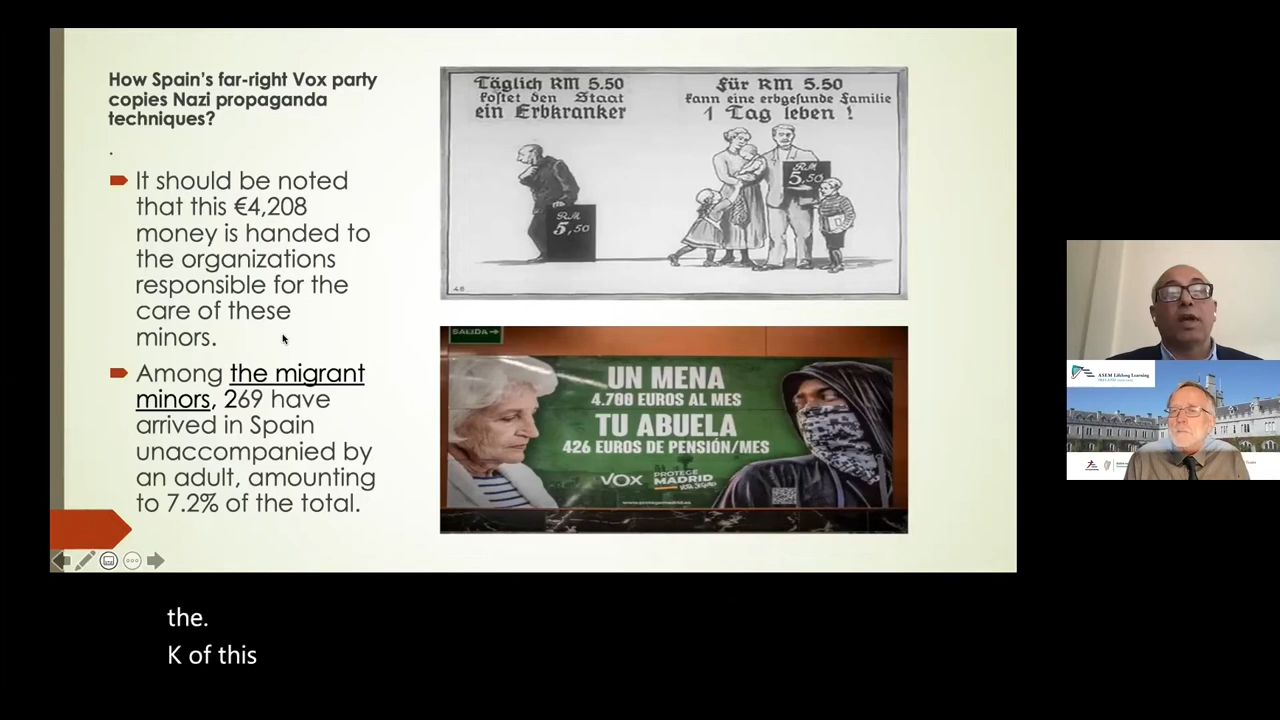 How Spain's far-right Vox party
copies Nazi propaganda
techniques?
.
It should be noted
that this €4,208
money is handed to
the organizations
responsible for the
care of these
minors.
Among the migrant
minors, 269 have
arrived in Spain
unaccompanied by
an adult, amounting
to 7.2% of the total.
Täglich RM 5.50
kostet den Staat
ein Erbkranker
Für RM 5.50
kann eine erbgesunde Familie
1 Tag leben !
RM
5,50
RM
5,50
48
SALIDA →
UN MENA
4.700 EUROS AL MES
TU ABUELA
426 EUROS DE PENSIÓN/MES
VOX
PROTEGE
MADRID
ASEM Lifelong Learning
the.
K of this